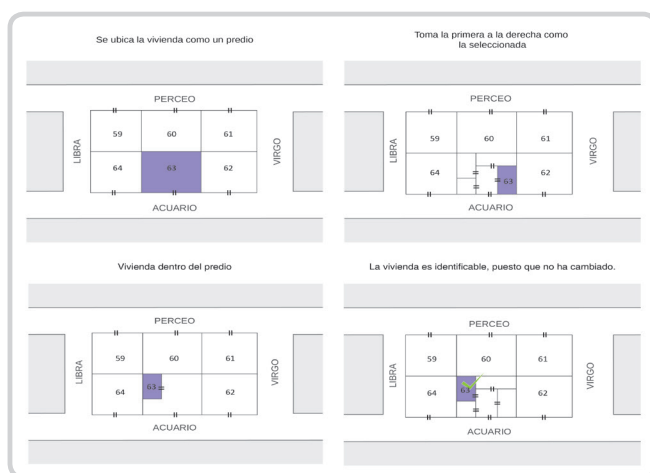 Se ubica la vivienda como un predio
PERCEO
LIBRA
59
60
61
64
63
62
VIRGO
ACUARIO
Toma la primera a la derecha como
la seleccionada
PERCEO
LIBRA
59
60
61
64
63
62
VIRGO
ACUARIO
Vivienda dentro del predio
PERCEO
LIBRA
59
60
61
64
63
62
VIRGO
ACUARIO
La vivienda es identificable, puesto que no ha cambiado.
PERCEO
LIBRA
59
60
61
64
63
62
VIRGO
ACUARIO